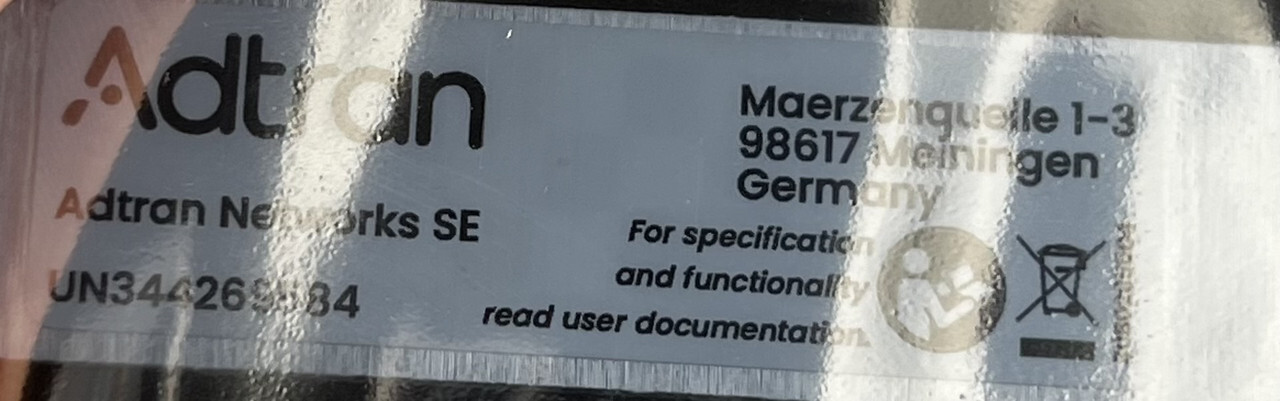 Adtran
Maerzenquelle 1-3
98617 Meiningen
Germany
Adtran Networks SE
For specification
and functionality
read user documentation.